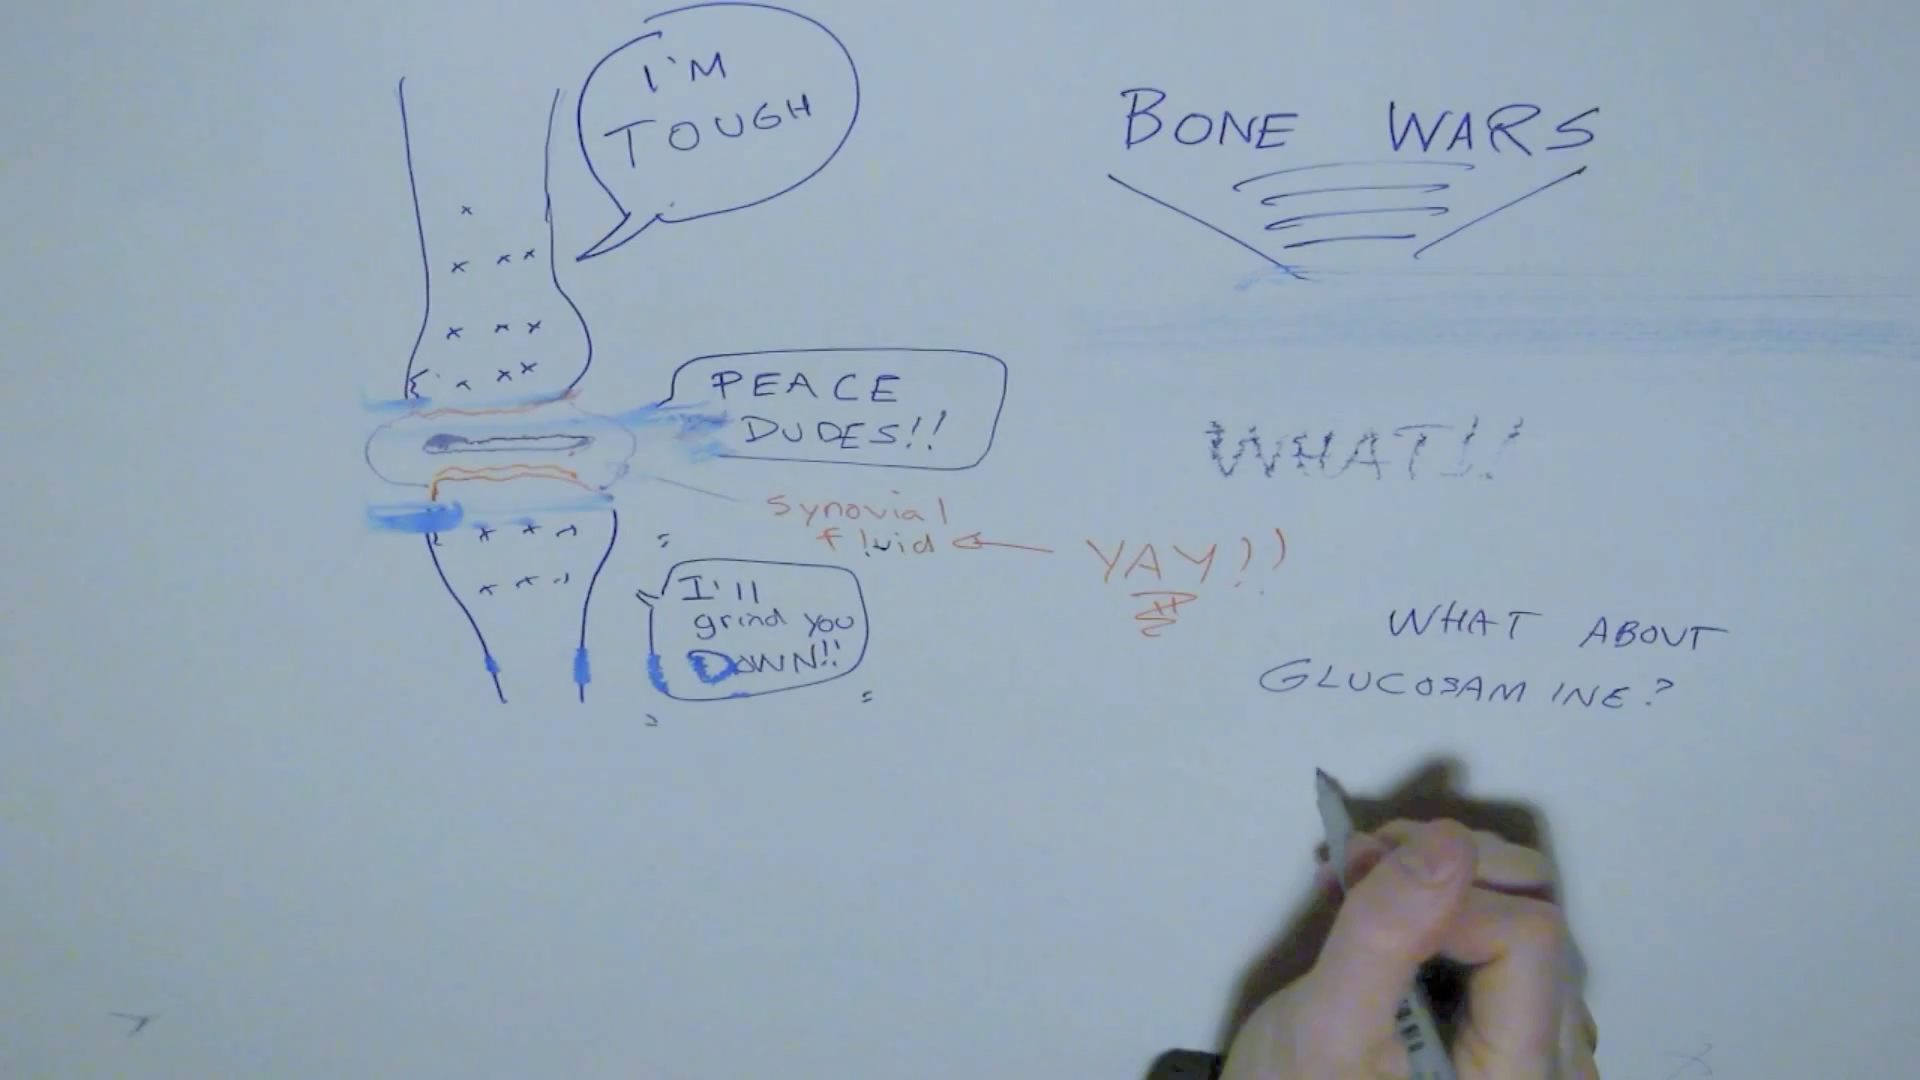 I'M
TOUGH
BONE WARS
PEACE
DUDES!!
WHAT!!
synovial
fluid
YAY!!
I'll
grind you
DOWN!!
WHAT ABOUT
GLUCOSAMINE?